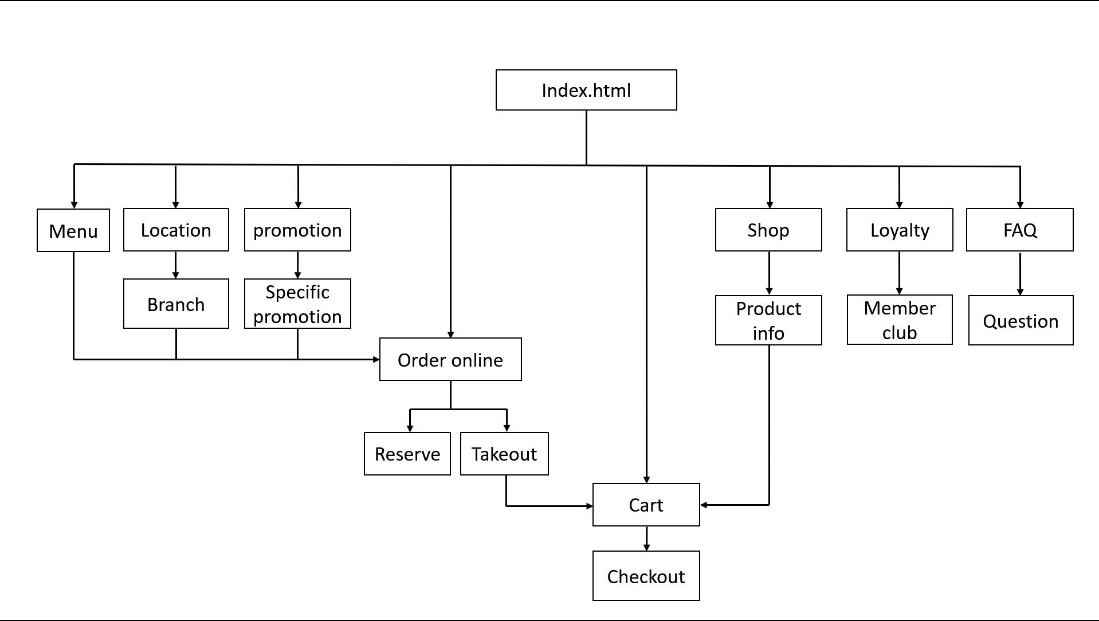 Index.html
Menu
Location
promotion
Shop
Loyalty
FAQ
Branch
Specific
promotion
Product
info
Member
club
Question
Order online
Reserve
Takeout
Cart
Checkout